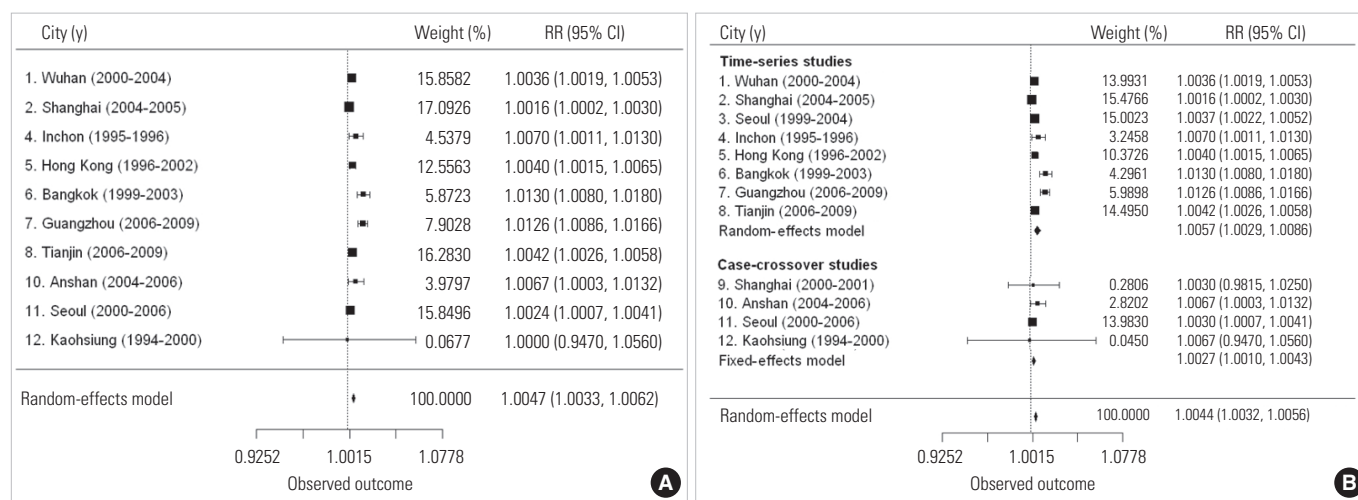 City (y) Weight (%) RR (95% CI)
1. Wuhan (2000-2004) 15.8582 1.0036 (1.0019, 1.0053)
2. Shanghai (2004-2005) 17.0926 1.0016 (1.0002, 1.0030)
4. Inchon (1995-1996) 4.5379 1.0070 (1.0011, 1.0130)
5. Hong Kong (1996-2002) 12.5563 1.0040 (1.0015, 1.0065)
6. Bangkok (1999-2003) 5.8723 1.0130 (1.0080, 1.0180)
7. Guangzhou (2006-2009) 7.9028 1.0126 (1.0086, 1.0166)
8. Tianjin (2006-2009) 16.2830 1.0042 (1.0026, 1.0058)
10. Anshan (2004-2006) 3.9797 1.0067 (1.0003, 1.0132)
11. Seoul (2000-2006) 15.8496 1.0024 (1.0007, 1.0041)
12. Kaohsiung (1994-2000) 0.0677 1.0000 (0.9470, 1.0560)
Random-effects model 100.0000 1.0047 (1.0033, 1.0062)
0.9252 1.0015 1.0778
Observed outcome
A
City (y) Weight (%) RR (95% CI)
Time-series studies
1. Wuhan (2000-2004) 13.9931 1.0036 (1.0019, 1.0053)
2. Shanghai (2004-2005) 15.4766 1.0016 (1.0002, 1.0030)
3. Seoul (1999-2004) 15.0023 1.0037 (1.0022, 1.0052)
4. Inchon (1995-1996) 3.2458 1.0070 (1.0011, 1.0130)
5. Hong Kong (1996-2002) 10.3726 1.0040 (1.0015, 1.0065)
6. Bangkok (1999-2003) 4.2961 1.0130 (1.0080, 1.0180)
7. Guangzhou (2006-2009) 5.9898 1.0126 (1.0086, 1.0166)
8. Tianjin (2006-2009) 14.4950 1.0042 (1.0026, 1.0058)
Random-effects model 1.0057 (1.0029, 1.0086)
Case-crossover studies
9. Shanghai (2000-2001) 0.2806 1.0030 (0.9815, 1.0250)
10. Anshan (2004-2006) 2.8202 1.0067 (1.0003, 1.0132)
11. Seoul (2000-2006) 13.9830 1.0030 (1.0007, 1.0041)
12. Kaohsiung (1994-2000) 0.0450 1.0067 (0.9470, 1.0560)
Fixed-effects model 1.0027 (1.0010, 1.0043)
Random-effects model 100.0000 1.0044 (1.0032, 1.0056)
0.9252 1.0015 1.0778
Observed outcome
B